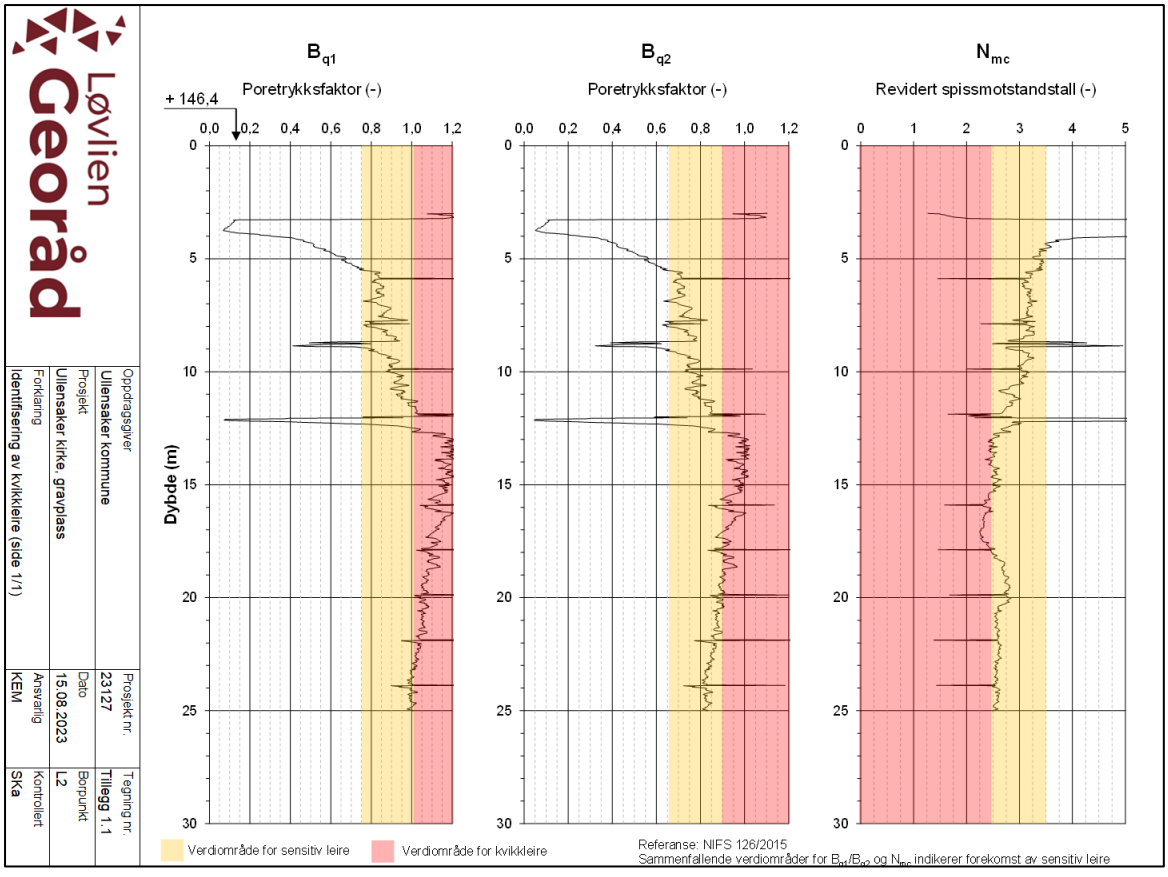 Løvlien
Georåd
Oppdragsgiver
Ullensaker kommune
Prosjekt
Ullensaker kirke, gravplass
Forklaring
Identifisering av kvikkleire (side 1/1)
Prosjekt nr.
23127
Dato
15.08.2023
Ansvarlig
KEM
Tegning nr.
Tillegg 1.1
Borpunkt
L2
Kontrollert
SKa
Bq1
Poretrykksfaktor (-)
+ 146,4
0,0 0,2 0,4 0,6 0,8 1,0 1,2
0
5
10
15
20
25
30
Dybde (m)
Bq2
Poretrykksfaktor (-)
0,0 0,2 0,4 0,6 0,8 1,0 1,2
0
5
10
15
20
25
30
Nmc
Revidert spissmotstandstall (-)
0 1 2 3 4 5
0
5
10
15
20
25
30
Verdiområde for sensitiv leire
Verdiområde for kvikkleire
Referanse: NIFS 126/2015
Sammenfallende verdiområder for Bq1/Bq2 og Nmc indikerer forekomst av sensitiv leire